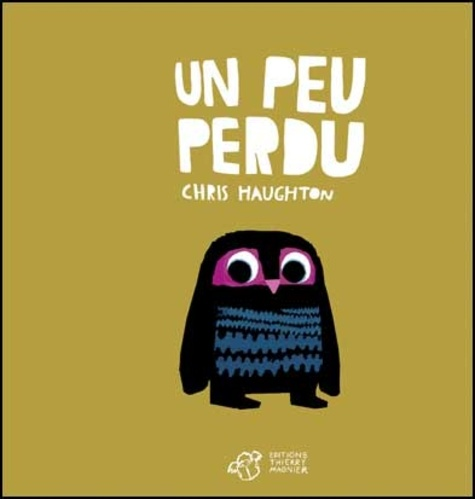 UN PEU
PERDU
CHRIS HAUGHTON
EDITIONS
THIERRY
MAGNIER